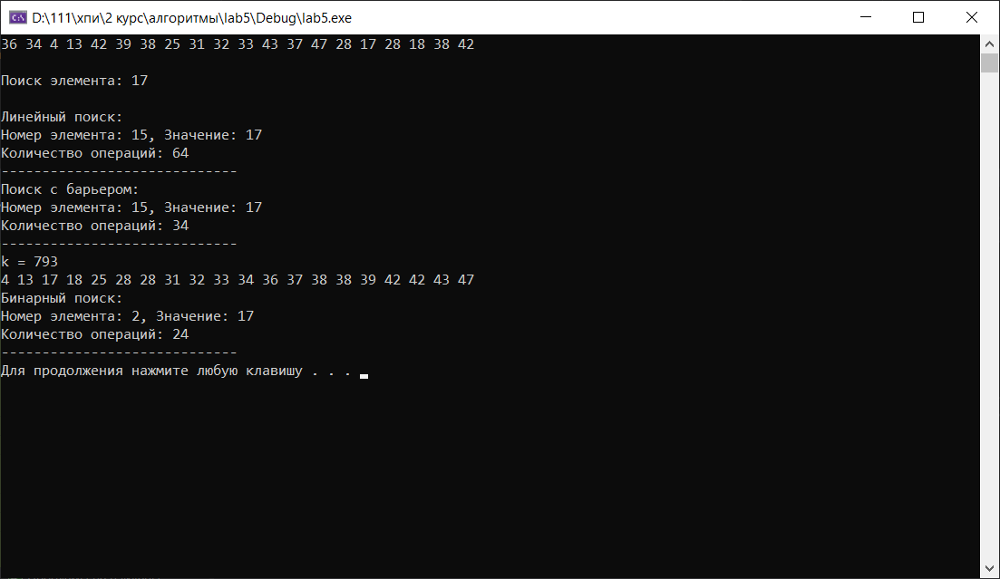 D:\111\хпи\2 курс\алгоритмы\lab5\Debug\lab5.exe
36 34 4 13 42 39 38 25 31 32 33 43 37 47 28 17 28 18 38 42
Поиск элемента: 17
Линейный поиск:
Номер элемента: 15, Значение: 17
Количество операций: 64
-----------------------------
Поиск с барьером:
Номер элемента: 15, Значение: 17
Количество операций: 34
-----------------------------
k = 793
4 13 17 18 25 28 28 31 32 33 34 36 37 38 38 39 42 42 43 47
Бинарный поиск:
Номер элемента: 2, Значение: 17
Количество операций: 24
-----------------------------
Для продолжения нажмите любую клавишу . . .